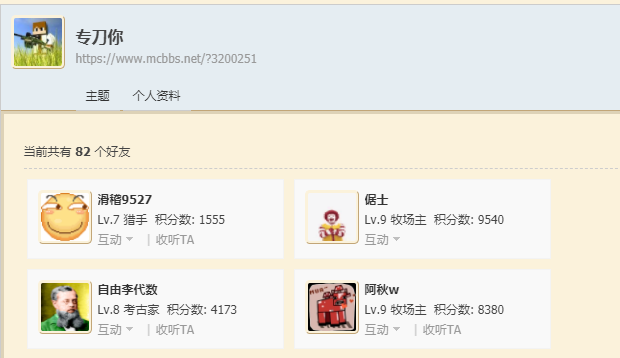 专刀你
https://www.mcbbs.net/?3200251
主题 个人资料
当前共有 82 个好友
滑稽9527
Lv.7 猎手 积分数: 1555
互动 | 收听TA
倨士
Lv.9 牧场主 积分数: 9540
互动
自由李代数
Lv.8 考古家 积分数: 4173
互动 | 收听TA
阿秋w
Lv.9 牧场主 积分数: 8380
互动 | 收听TA